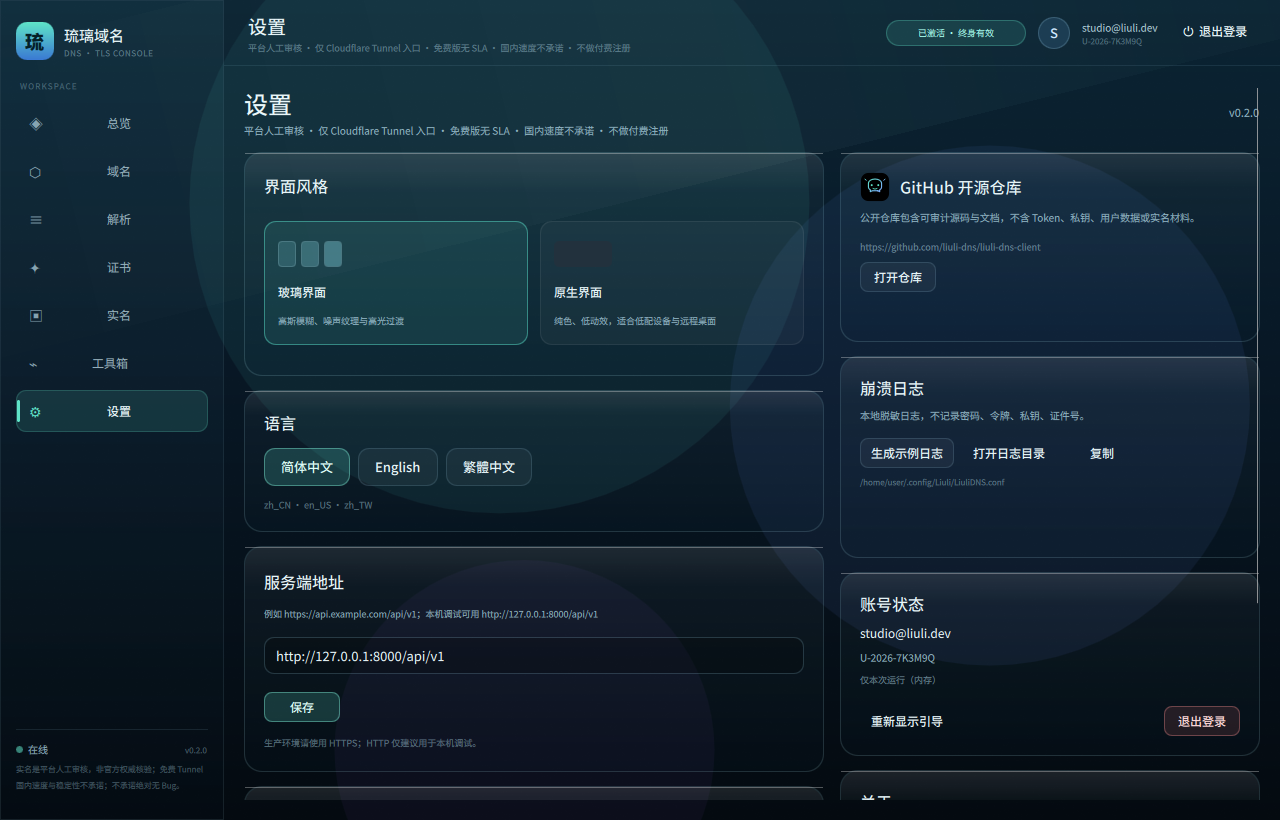 琉
琉璃域名
DNS · TLS CONSOLE
WORKSPACE
总览
域名
解析
证书
实名
工具箱
设置
在线
v0.2.0
实名是平台人工审核，非官方权威核验；免费 Tunnel
国内速度与稳定性不承诺；不承诺绝对无 Bug。
设置
平台人工审核 · 仅 Cloudflare Tunnel 入口 · 免费版无 SLA · 国内速度不承诺 · 不做付费注册
已激活 · 终身有效
S
studio@liuli.dev
U-2026-7K3M9Q
退出登录
设置
平台人工审核 · 仅 Cloudflare Tunnel 入口 · 免费版无 SLA · 国内速度不承诺 · 不做付费注册
v0.2.0
界面风格
玻璃界面
高斯模糊、噪声纹理与高光过渡
原生界面
纯色、低动效，适合低配设备与远程桌面
语言
简体中文
English
繁體中文
zh_CN · en_US · zh_TW
服务端地址
例如 https://api.example.com/api/v1；本机调试可用 http://127.0.0.1:8000/api/v1
http://127.0.0.1:8000/api/v1
保存
生产环境请使用 HTTPS；HTTP 仅建议用于本机调试。
GitHub 开源仓库
公开仓库包含可审计源码与文档，不含 Token、私钥、用户数据或实名材料。
https://github.com/liuli-dns/liuli-dns-client
打开仓库
崩溃日志
本地脱敏日志，不记录密码、令牌、私钥、证件号。
生成示例日志
打开日志目录
复制
/home/user/.config/Liuli/LiuliDNS.conf
账号状态
studio@liuli.dev
U-2026-7K3M9Q
仅本次运行（内存）
重新显示引导
退出登录